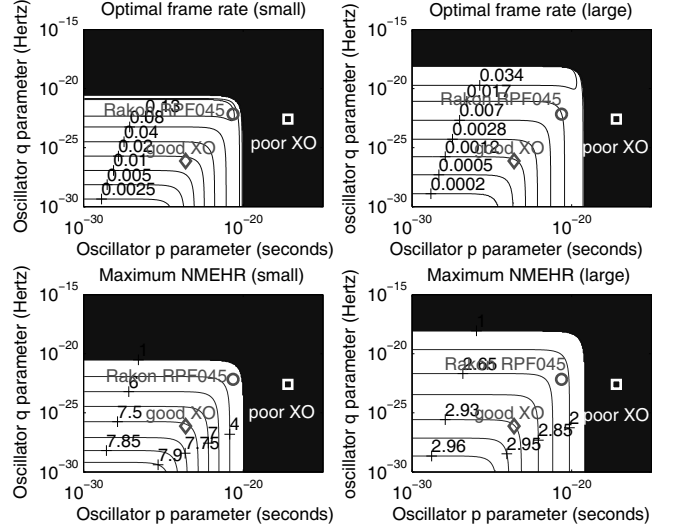 Optimal frame rate (small)
10^-15
10^-20
10^-25
10^-30
Oscillator q parameter (Hertz)
0.13
Rakon RPF045
0.08
0.04
0.02
good XO
0.01
0.005
0.0025
poor XO
10^-30
10^-20
Oscillator p parameter (seconds)
Optimal frame rate (large)
10^-15
10^-20
10^-25
10^-30
oscillator q parameter (Hertz)
0.034
0.017
Rakon RPF045
0.007
0.0028
0.0012
good XO
0.0005
0.0002
poor XO
10^-30
10^-20
Oscillator p parameter (seconds)
Maximum NMEHR (small)
10^-15
10^-20
10^-25
10^-30
Oscillator q parameter (Hertz)
1
Rakon RPF045
6
7.5
good XO
poor XO
7.85
7.9
7.75
7
4
10^-30
10^-20
Oscillator p parameter (seconds)
Maximum NMEHR (large)
10^-15
10^-20
10^-25
10^-30
oscillator q parameter (Hertz)
1
Rakon RPF045
2.65
2.93
good XO
2
poor XO
2.85
2.96
2.95
10^-30
10^-20
Oscillator p parameter (seconds)